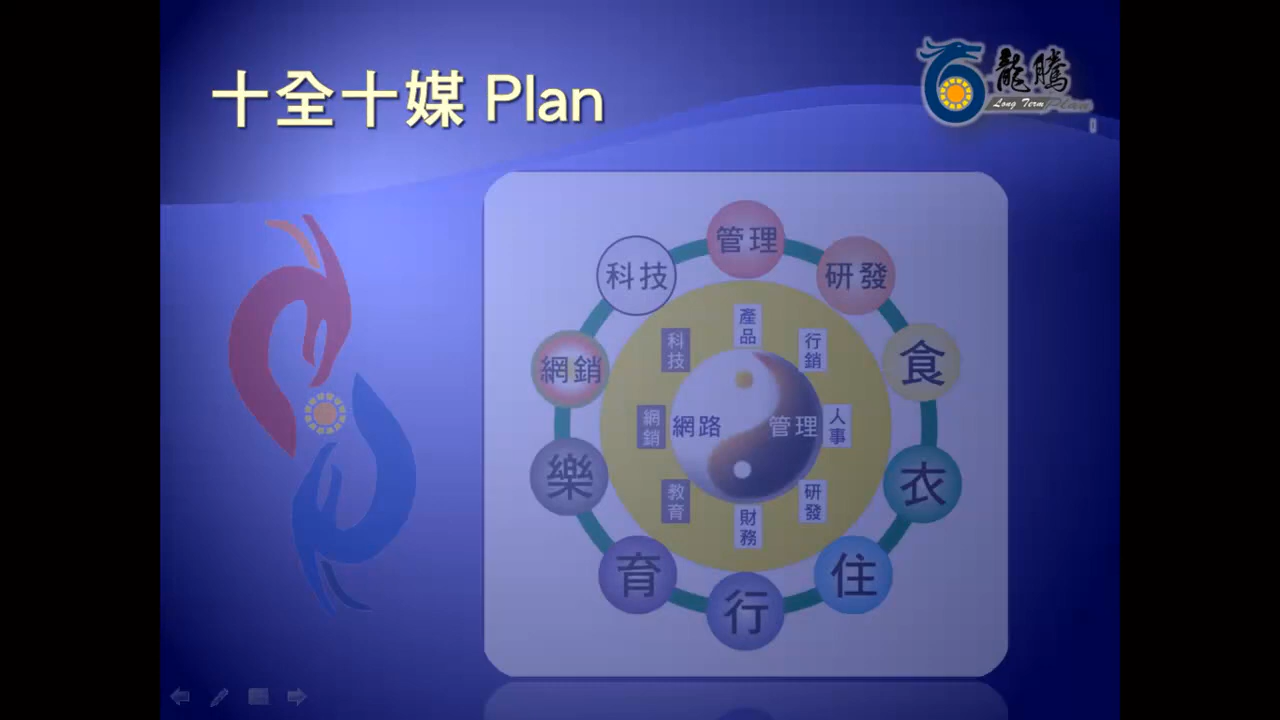 十全十媒 Plan
龍騰
Long Term Plan
管理
研發
食
衣
住
行
育
樂
網銷
科技
產品
行銷
人事
研發
財務
教育
網銷
科技
網路
管理